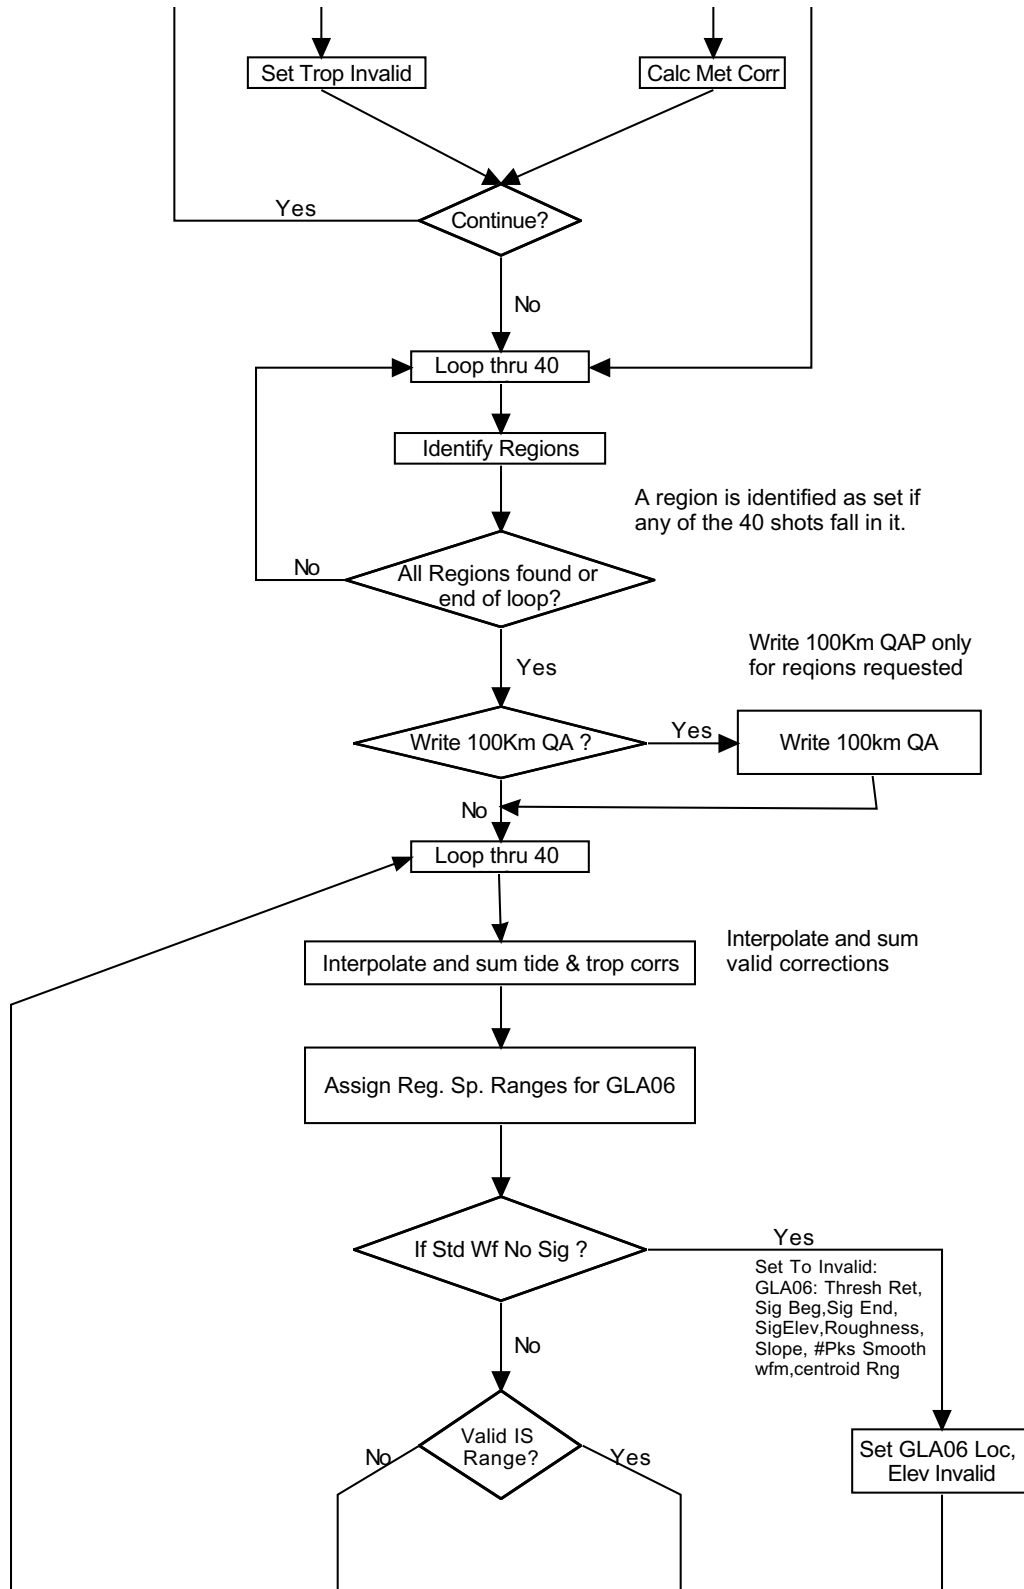 Set Trop Invalid
Calc Met Corr
Yes
Continue?
No
Loop thru 40
Identify Regions
A region is identified as set if
any of the 40 shots fall in it.
No
All Regions found or
end of loop?
Yes
Write 100Km QAP only
for reqions requested
Write 100Km QA ?
Yes
Write 100km QA
No
Loop thru 40
Interpolate and sum tide & trop corrs
Interpolate and sum
valid corrections
Assign Reg. Sp. Ranges for GLA06
If Std Wf No Sig ?
Yes
Set To Invalid:
GLA06: Thresh Ret,
Sig Beg,Sig End,
SigElev,Roughness,
Slope, #Pks Smooth
wfm,centroid Rng
No
No
Valid IS
Range?
Yes
Set GLA06 Loc,
Elev Invalid